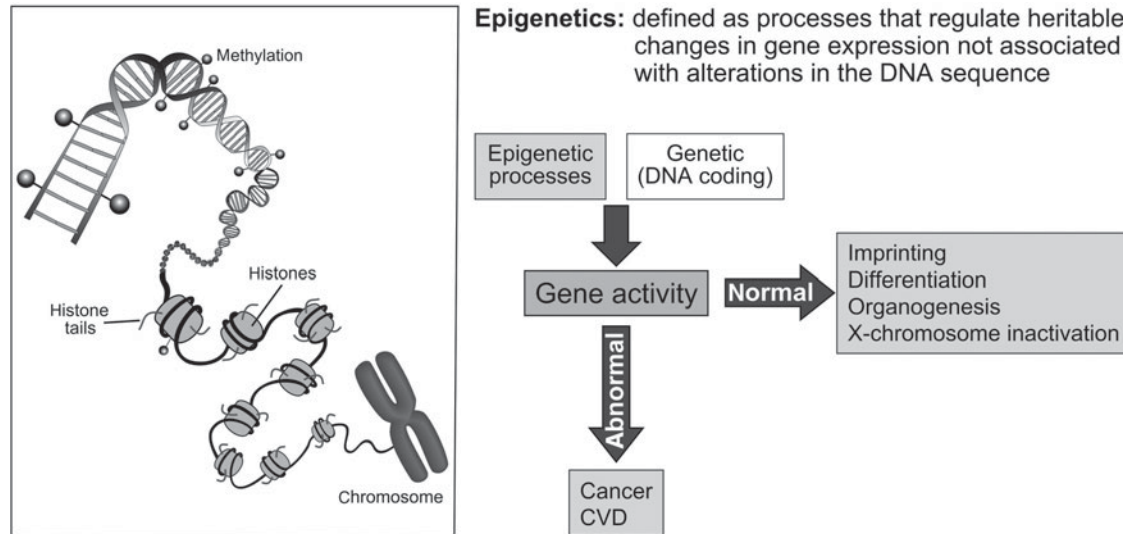 Methylation
Histones
Histone
tails
Chromosome
Epigenetics: defined as processes that regulate heritable
changes in gene expression not associated
with alterations in the DNA sequence
Epigenetic
processes
Genetic
(DNA coding)
Gene activity
Normal
Imprinting
Differentiation
Organogenesis
X-chromosome inactivation
Abnormal
Cancer
CVD